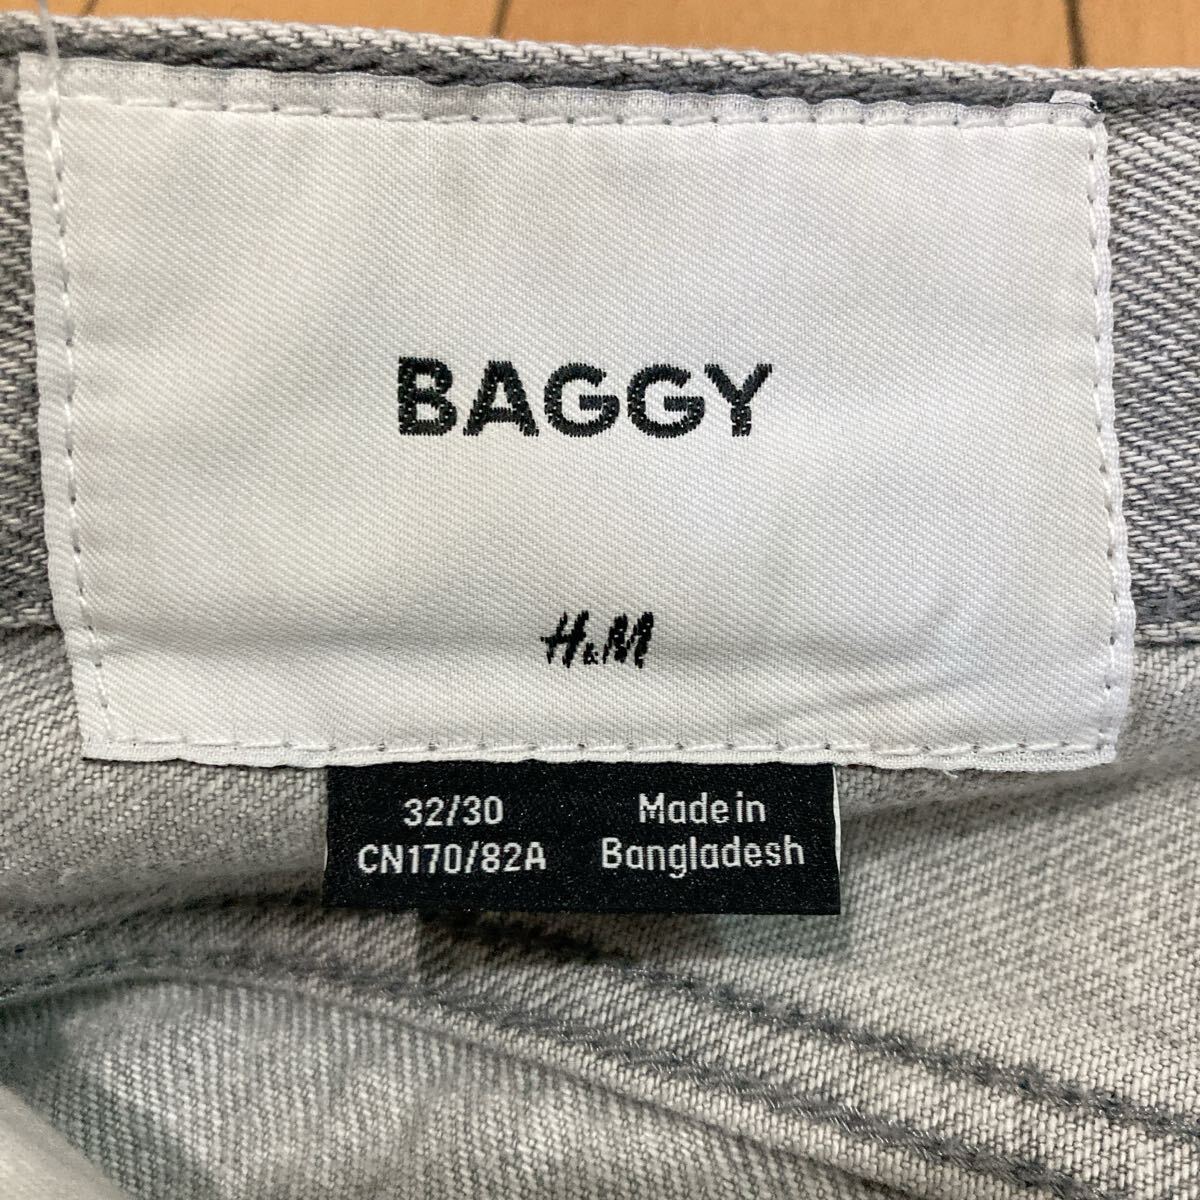 BAGGY
H&M
32/30
CN170/82A
Made in
Bangladesh